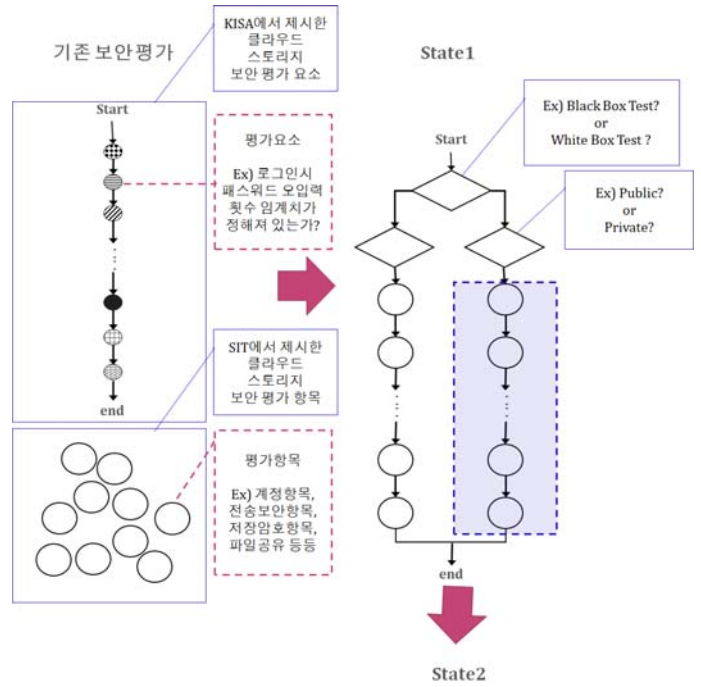 기존 보안평가
KISA에서 제시한
클라우드
스토리지
보안 평가 요소
Start
평가요소
Ex) 로그인시
패스워드 오입력
횟수 임계치가
정해져 있는가?
end
SIT에서 제시한
클라우드
스토리지
보안 평가 항목
평가항목
Ex) 계정항목,
전송보안항목,
저장암호항목,
파일공유 등등
State1
Start
Ex) Black Box Test?
or
White Box Test ?
Ex) Public?
or
Private?
end
State2